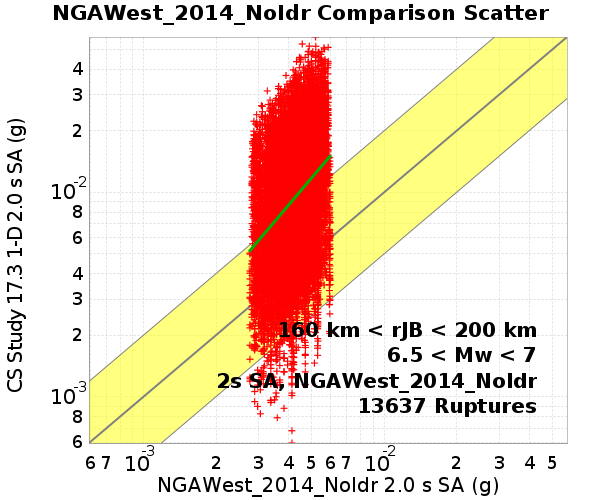 NGAWest_2014_NoIdr Comparison Scatter
CS Study 17.3 1-D 2.0 s SA (g)
4
3
2
10-2
8
6
4
3
2
10-3
8
6
160 km < rJB < 200 km
6.5 < Mw < 7
2s SA, NGAWest_2014_NoIdr
13637 Ruptures
6 7 10-3 2 3 4 5 6 7 10-2 2 3 4 5
NGAWest_2014_NoIdr 2.0 s SA (g)